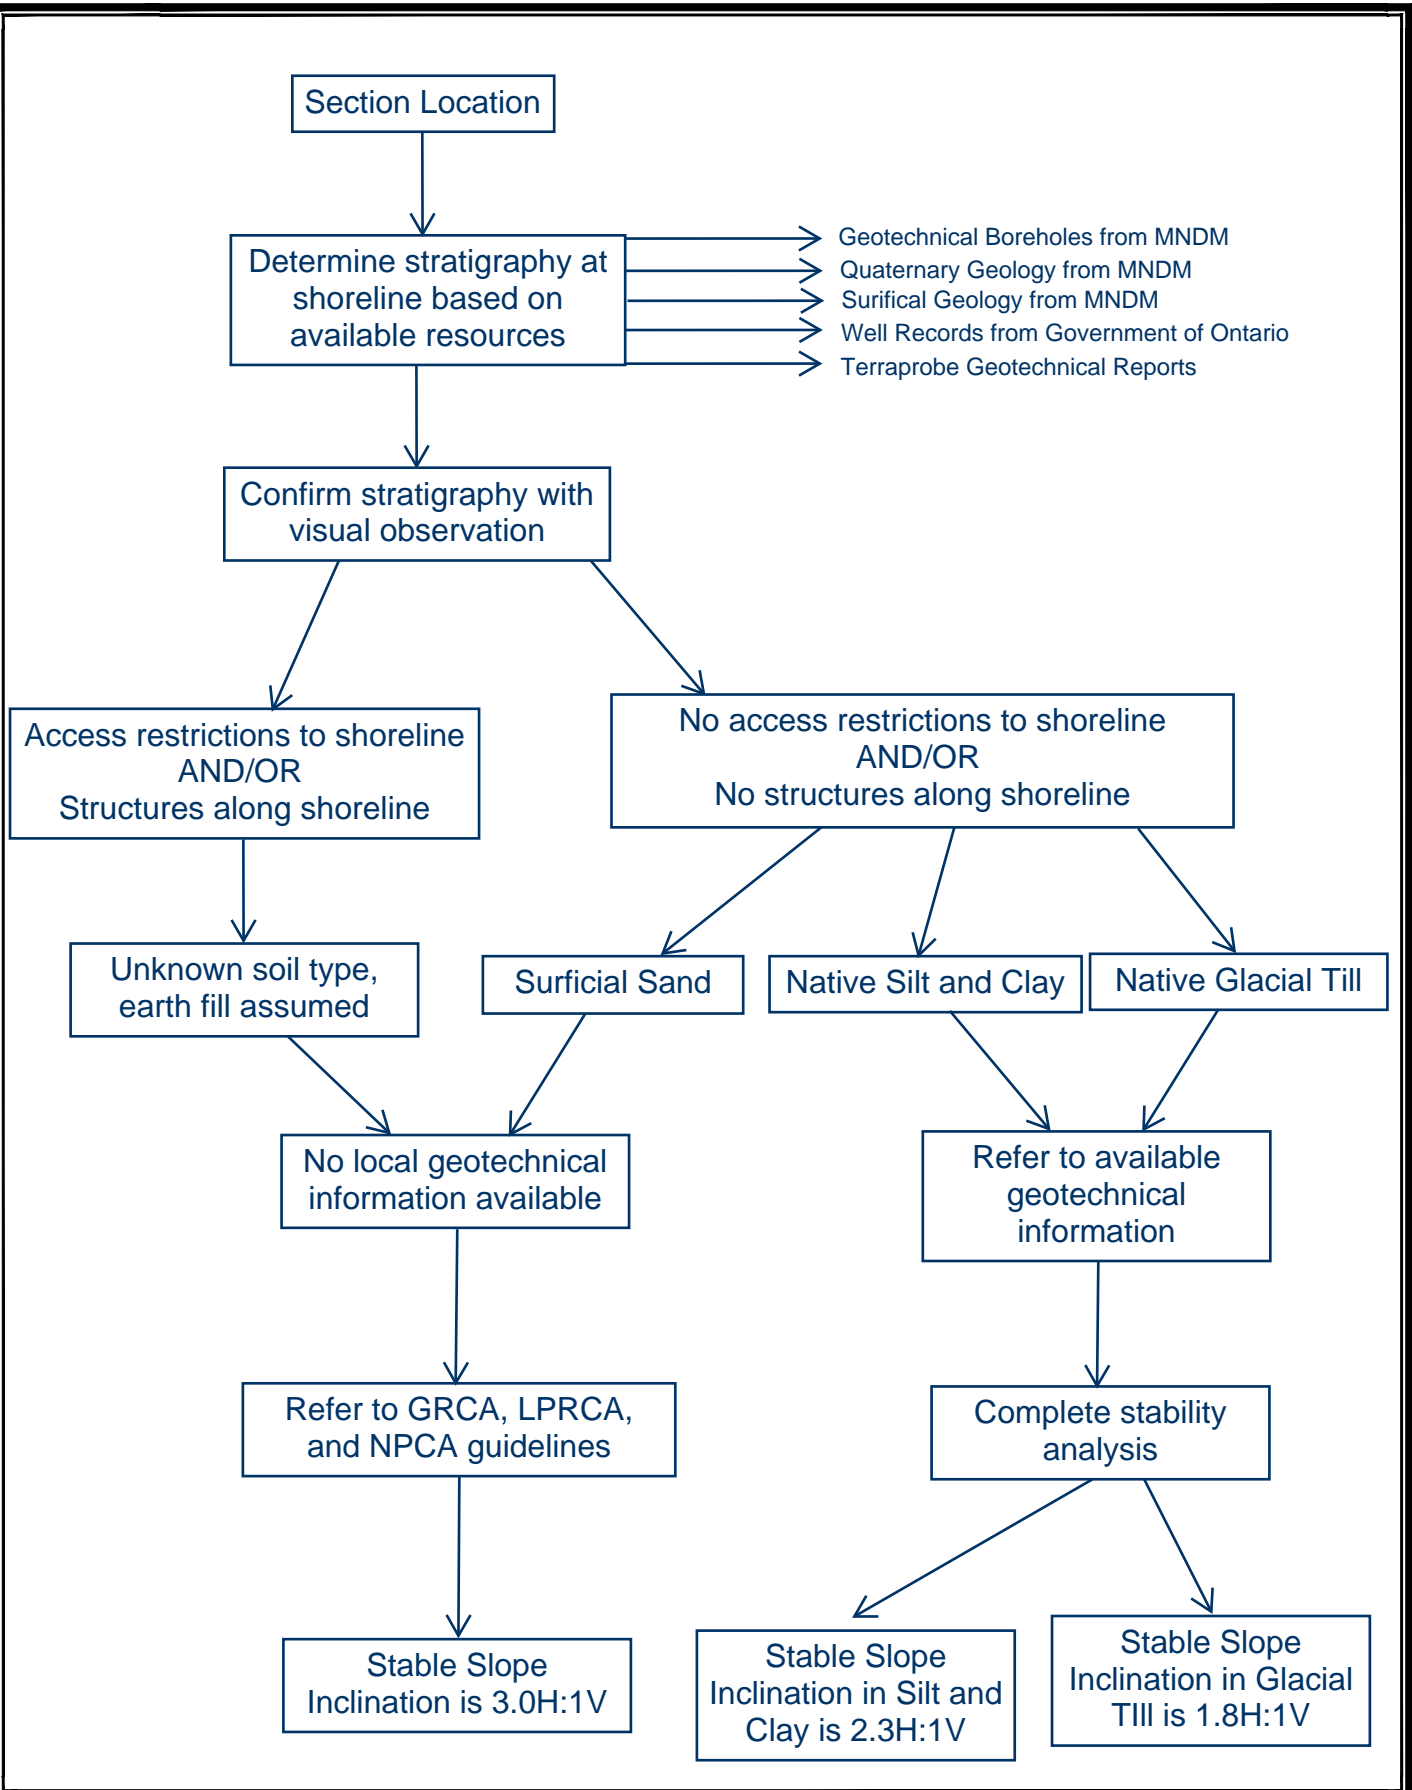 Section Location
Determine stratigraphy at
shoreline based on
available resources
Geotechnical Boreholes from MNDM
Quaternary Geology from MNDM
Surifical Geology from MNDM
Well Records from Government of Ontario
Terraprobe Geotechnical Reports
Confirm stratigraphy with
visual observation
Access restrictions to shoreline
AND/OR
Structures along shoreline
No access restrictions to shoreline
AND/OR
No structures along shoreline
Unknown soil type,
earth fill assumed
Surficial Sand
Native Silt and Clay
Native Glacial Till
No local geotechnical
information available
Refer to available
geotechnical
information
Refer to GRCA, LPRCA,
and NPCA guidelines
Complete stability
analysis
Stable Slope
Inclination is 3.0H:1V
Stable Slope
Inclination in Silt and
Clay is 2.3H:1V
Stable Slope
Inclination in Glacial
TIll is 1.8H:1V